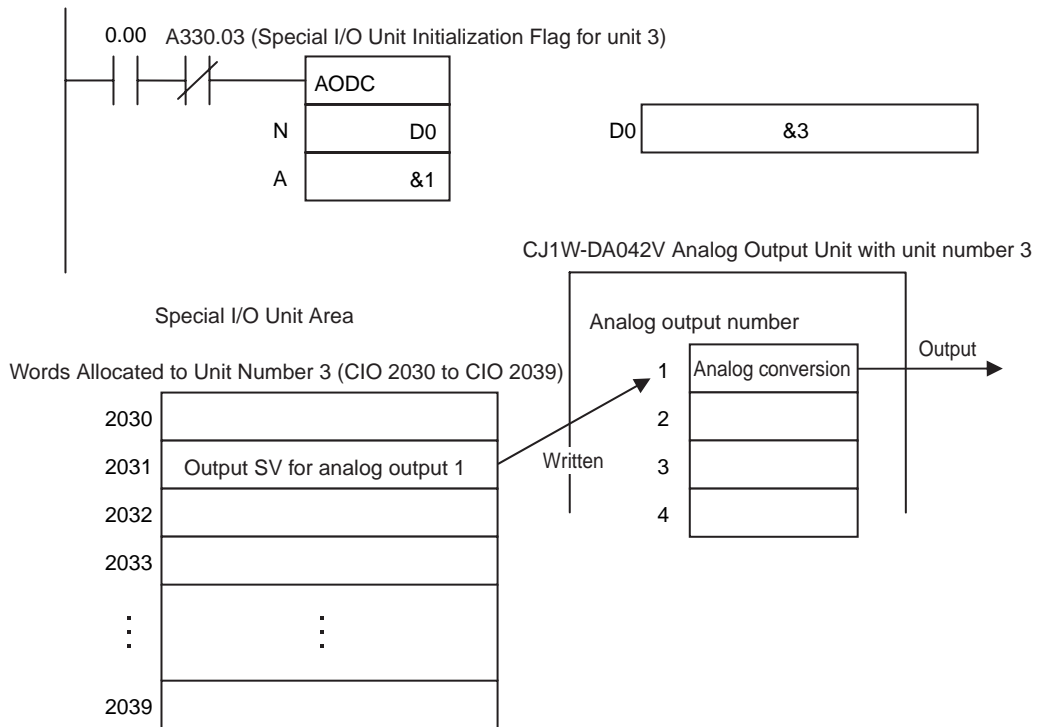 0.00 A330.03 (Special I/O Unit Initialization Flag for unit 3)
AODC
N D0
A &1
D0 &3
CJ1W-DA042V Analog Output Unit with unit number 3
Special I/O Unit Area
Analog output number
Words Allocated to Unit Number 3 (CIO 2030 to CIO 2039)
1 Analog conversion Output
2030
2
2031 Output SV for analog output 1 Written
3
2032
4
2033
2039